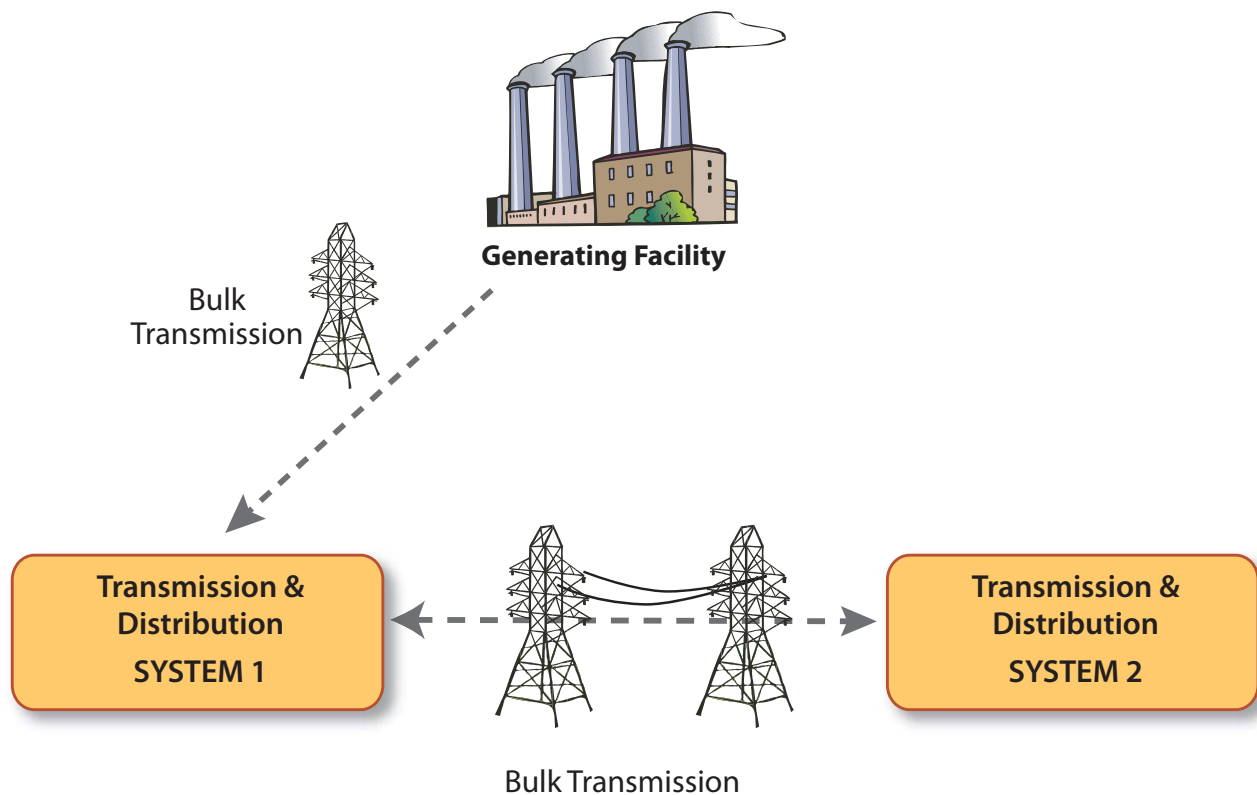 Generating Facility
Bulk
Transmission
Transmission &
Distribution
SYSTEM 1
Transmission &
Distribution
SYSTEM 2
Bulk Transmission